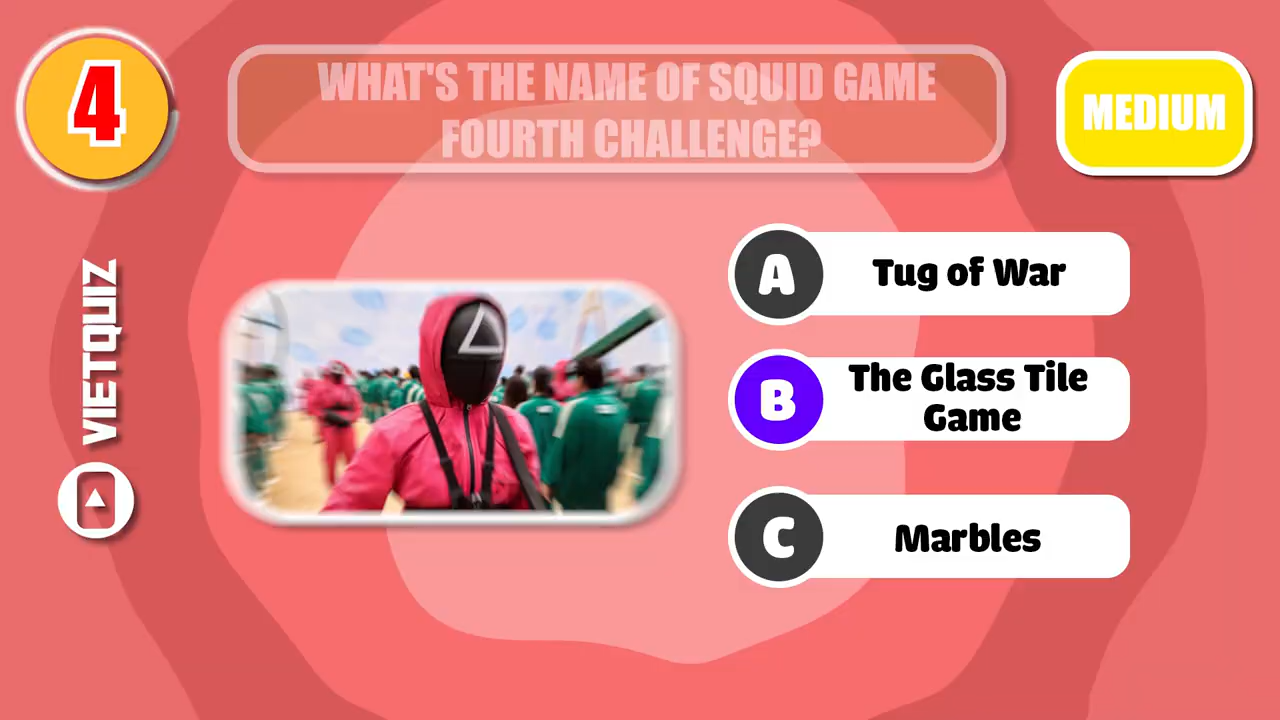 4
WHAT'S THE NAME OF SQUID GAME
FOURTH CHALLENGE?
MEDIUM
A
Tug of War
B
The Glass Tile
Game
C
Marbles
VIETQUIZ